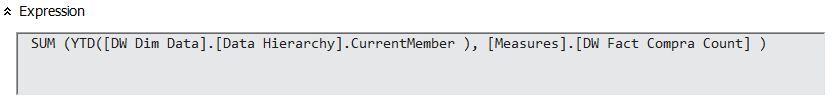 Expression
SUM (YTD([DW Dim Data].[Data Hierarchy].CurrentMember ), [Measures].[DW Fact Compra Count] )